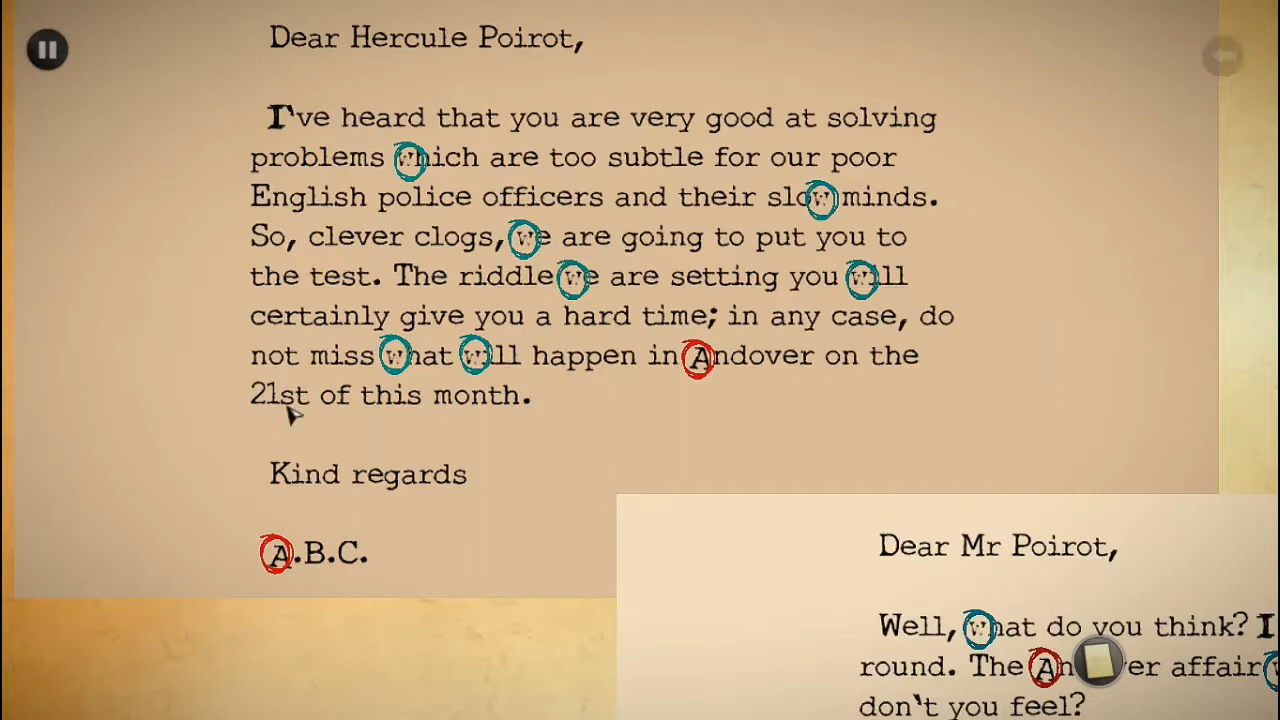 Dear Hercule Poirot,
I've heard that you are very good at solving
problems which are too subtle for our poor
English police officers and their slow minds.
So, clever clogs, we are going to put you to
the test. The riddle we are setting you will
certainly give you a hard time; in any case, do
not miss what will happen in Andover on the
21st of this month.
Kind regards
A.B.C.
Dear Mr Poirot,
Well, what do you think? I
round. The affair
don't you feel?